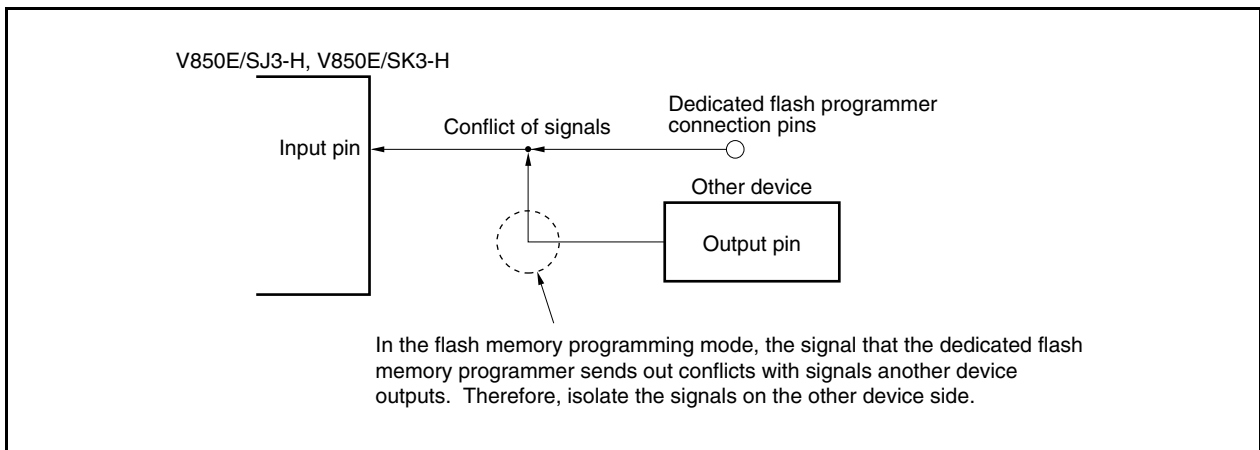 V850E/SJ3-H, V850E/SK3-H
Dedicated flash programmer
connection pins
Conflict of signals
Input pin
Other device
Output pin
In the flash memory programming mode, the signal that the dedicated flash
memory programmer sends out conflicts with signals another device
outputs.  Therefore, isolate the signals on the other device side.